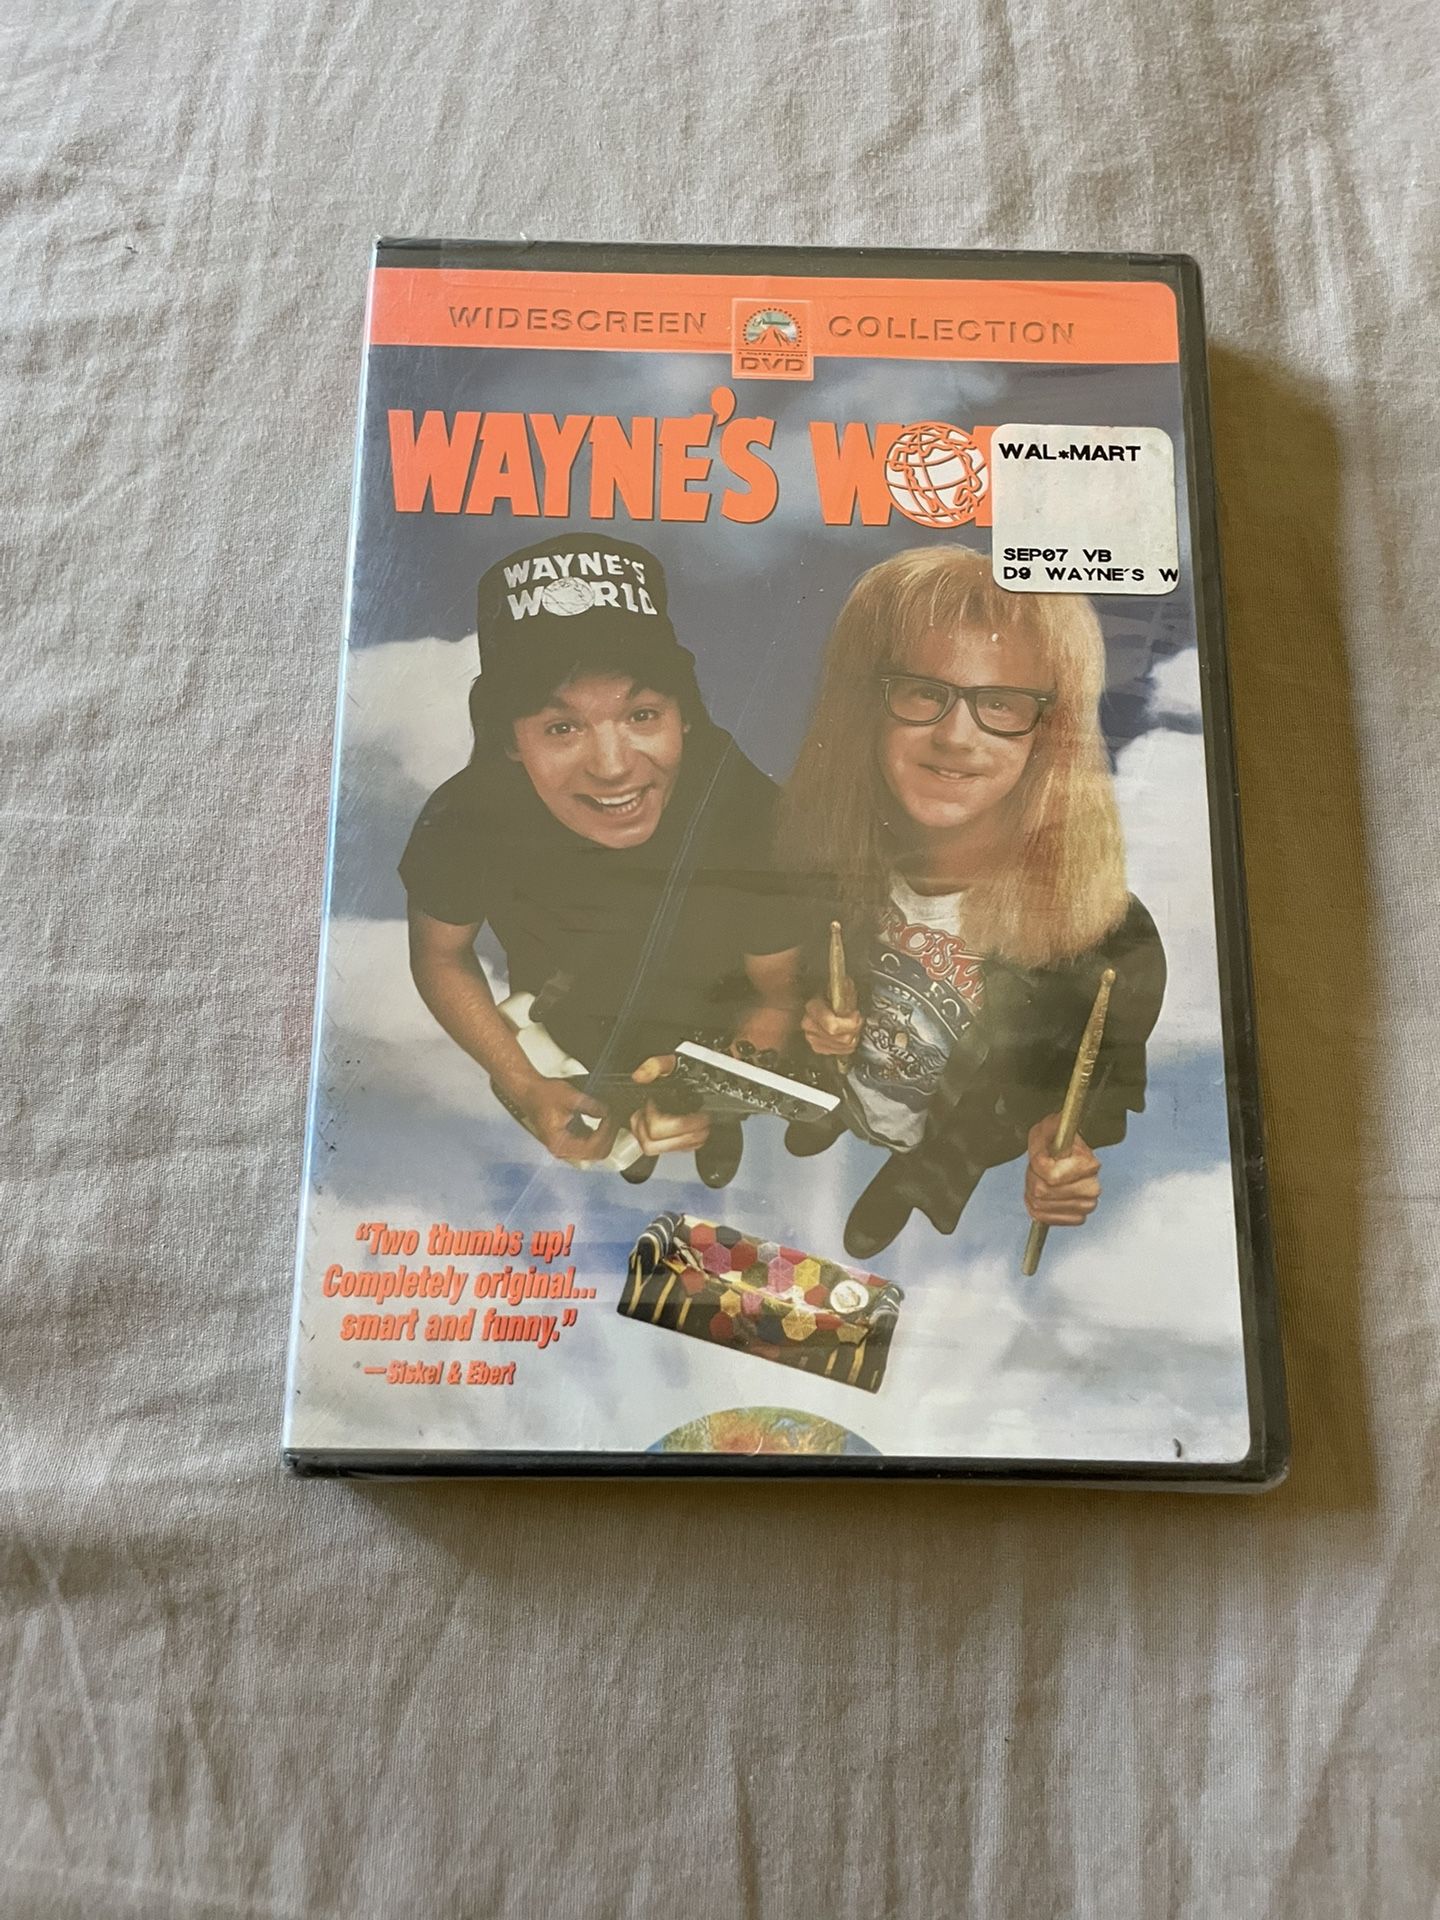 WIDESCREEN DVD COLLECTION
WAYNE'S WO
WAL*MART
SEP07 VB
D9 WAYNE'S W
WAYNE'S
WORLD
"Two thumbs up!
Completely original...
smart and funny."
—Siskel & Ebert